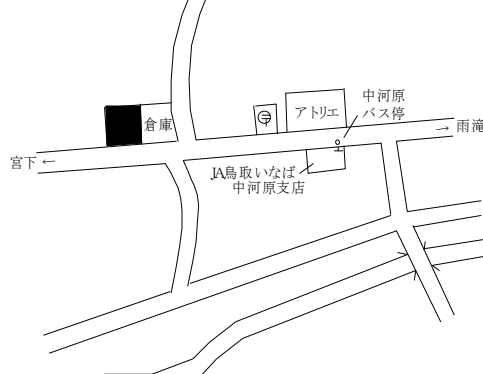 中河原
バス停
アトリエ
倉庫
→ 雨滝
宮下 ←
JA鳥取いなば
中河原支店